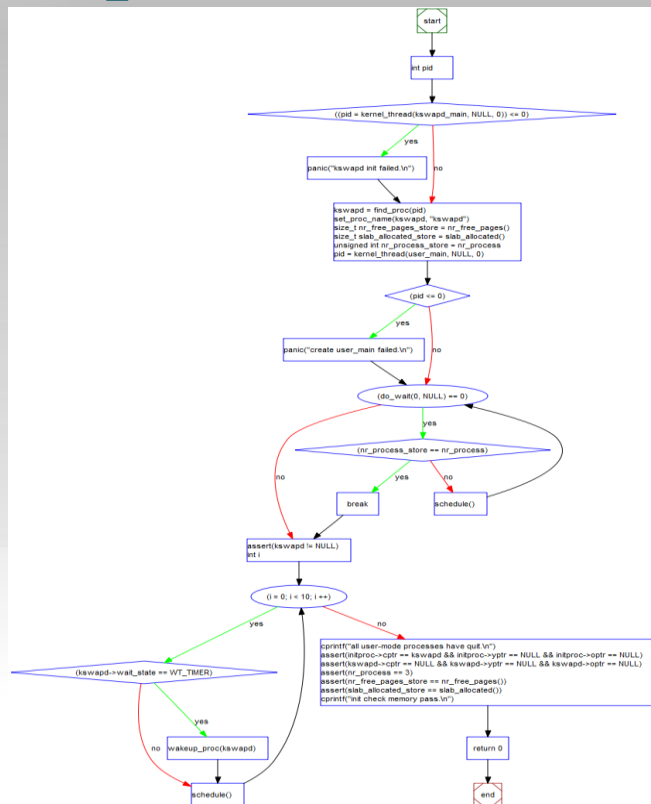 start
int pid
((pid = kernel_thread(kswapd_main, NULL, 0)) <= 0)
yes
no
panic("kswapd init failed.\n")
kswapd = find_proc(pid)
set_proc_name(kswapd, "kswapd")
size_t nr_free_pages_store = nr_free_pages()
size_t slab_allocated_store = slab_allocated()
unsigned int nr_process_store = nr_process
pid = kernel_thread(user_main, NULL, 0)
(pid <= 0)
yes
no
panic("create user_main failed.\n")
(do_wait(0, NULL) == 0)
yes
no
(nr_process_store == nr_process)
yes
no
break
schedule()
assert(kswapd != NULL)
int i
(i = 0; i < 10; i ++)
yes
no
(kswapd->wait_state == WT_TIMER)
yes
no
wakeup_proc(kswapd)
schedule()
cprintf("all user-mode processes have quit.\n")
assert(initproc->cptr == kswapd && initproc->yptr == NULL && initproc->optr == NULL)
assert(kswapd->cptr == NULL && kswapd->yptr == NULL && kswapd->optr == NULL)
assert(nr_process == 3)
assert(nr_free_pages_store == nr_free_pages())
assert(slab_allocated_store == slab_allocated())
cprintf("init check memory pass.\n")
return 0
end